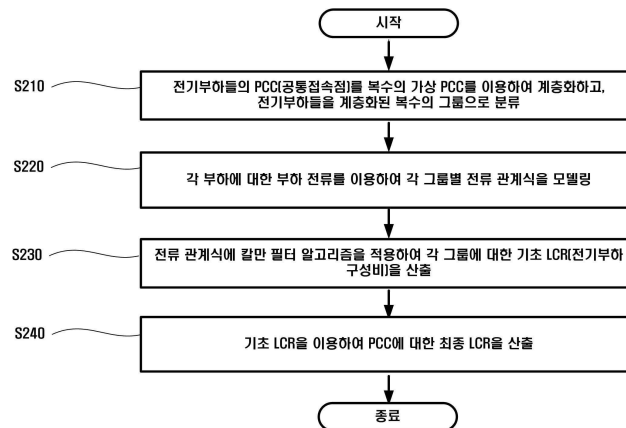 시작
S210
전기부하들의 PCC(공통접속점)를 복수의 가상 PCC를 이용하여 계층화하고,
전기부하들을 계층화된 복수의 그룹으로 분류
S220
각 부하에 대한 부하 전류를 이용하여 각 그룹별 전류 관계식을 모델링
S230
전류 관계식에 칼만 필터 알고리즘을 적용하여 각 그룹에 대한 기초 LCR(전기부하
구성비)을 산출
S240
기초 LCR을 이용하여 PCC에 대한 최종 LCR을 산출
종료